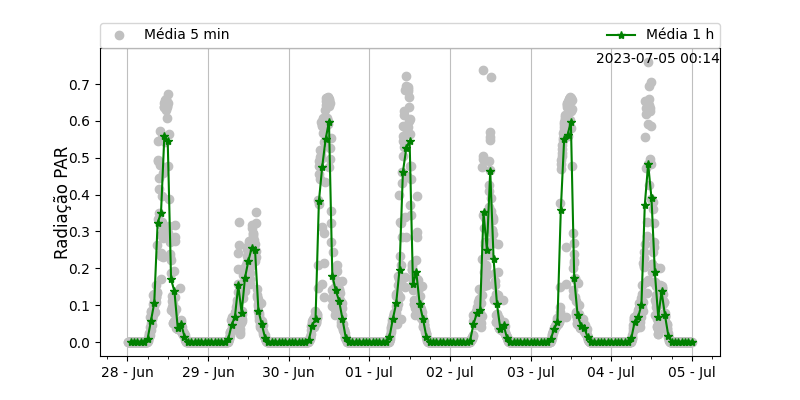 Média 5 min
Média 1 h
2023-07-05 00:14
Radiação PAR
0.7
0.6
0.5
0.4
0.3
0.2
0.1
0.0
28 - Jun
29 - Jun
30 - Jun
01 - Jul
02 - Jul
03 - Jul
04 - Jul
05 - Jul